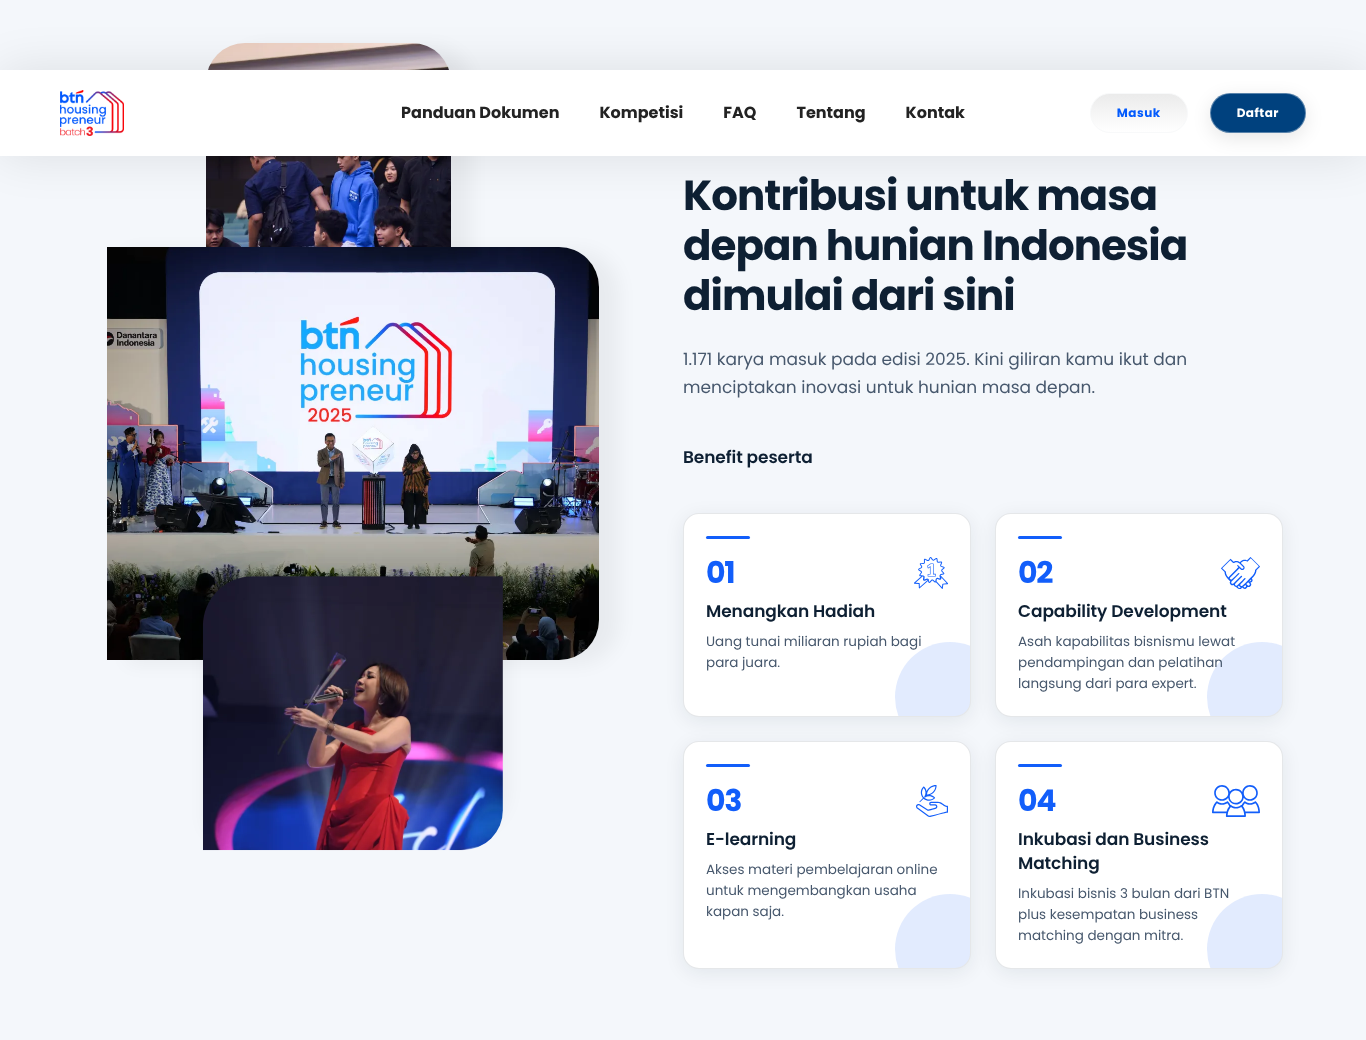 btn
housing
preneur
batch3
Panduan Dokumen
Kompetisi
FAQ
Tentang
Kontak
Masuk
Daftar
Danantara
Indonesia
btn
housing
preneur
2025
Kontribusi untuk masa
depan hunian Indonesia
dimulai dari sini
1.171 karya masuk pada edisi 2025. Kini giliran kamu ikut dan
menciptakan inovasi untuk hunian masa depan.
Benefit peserta
01
1
Menangkan Hadiah
Uang tunai miliaran rupiah bagi
para juara.
02
Capability Development
Asah kapabilitas bisnismu lewat
pendampingan dan pelatihan
langsung dari para expert.
03
E-learning
Akses materi pembelajaran online
untuk mengembangkan usaha
kapan saja.
04
Inkubasi dan Business
Matching
Inkubasi bisnis 3 bulan dari BTN
plus kesempatan business
matching dengan mitra.